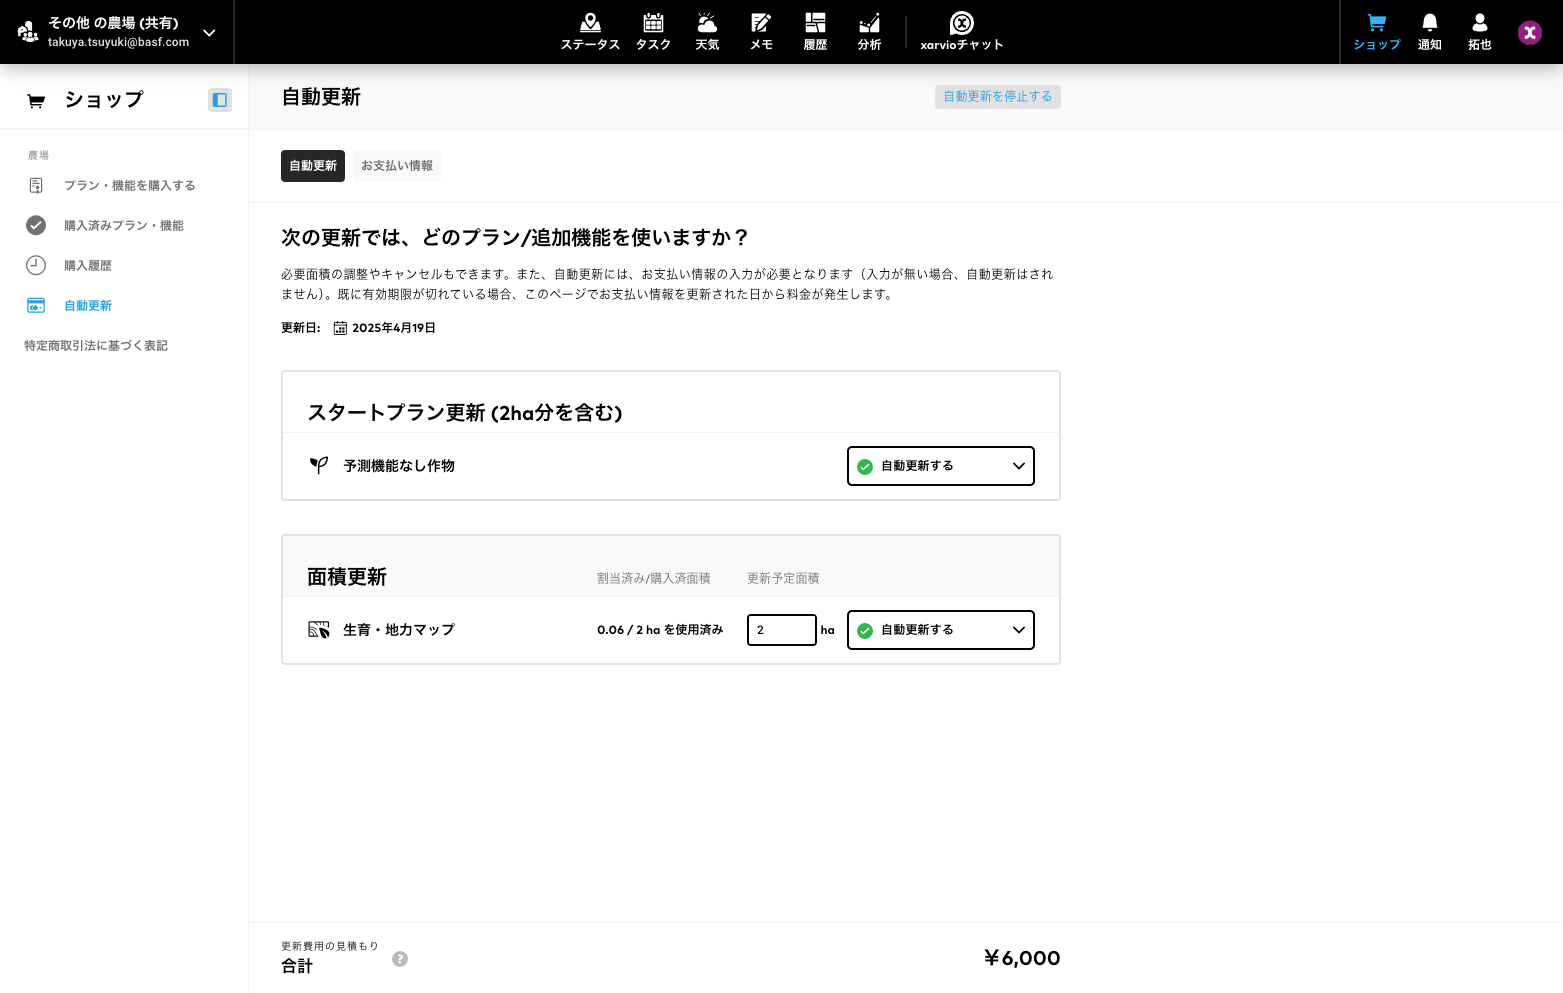 その他 の農場 (共有)
takuya.tsuyuki@basf.com
ステータス
タスク
天気
メモ
履歴
分析
xarvioチャット
ショップ
通知
拓也
ショップ
農場
プラン・機能を購入する
購入済みプラン・機能
購入履歴
自動更新
特定商取引法に基づく表記
自動更新
自動更新を停止する
自動更新
お支払い情報
次の更新では、どのプラン/追加機能を使いますか？
必要面積の調整やキャンセルもできます。また、自動更新には、お支払い情報の入力が必要となります（入力が無い場合、自動更新はされ
ません）。既に有効期限が切れている場合、このページでお支払い情報を更新された日から料金が発生します。
更新日: 2025年4月19日
スタートプラン更新 (2ha分を含む)
予測機能なし作物
自動更新する
面積更新
割当済み/購入済面積
更新予定面積
生育・地力マップ
0.06 / 2 ha を使用済み
2
ha
自動更新する
更新費用の見積もり
合計
?
￥6,000